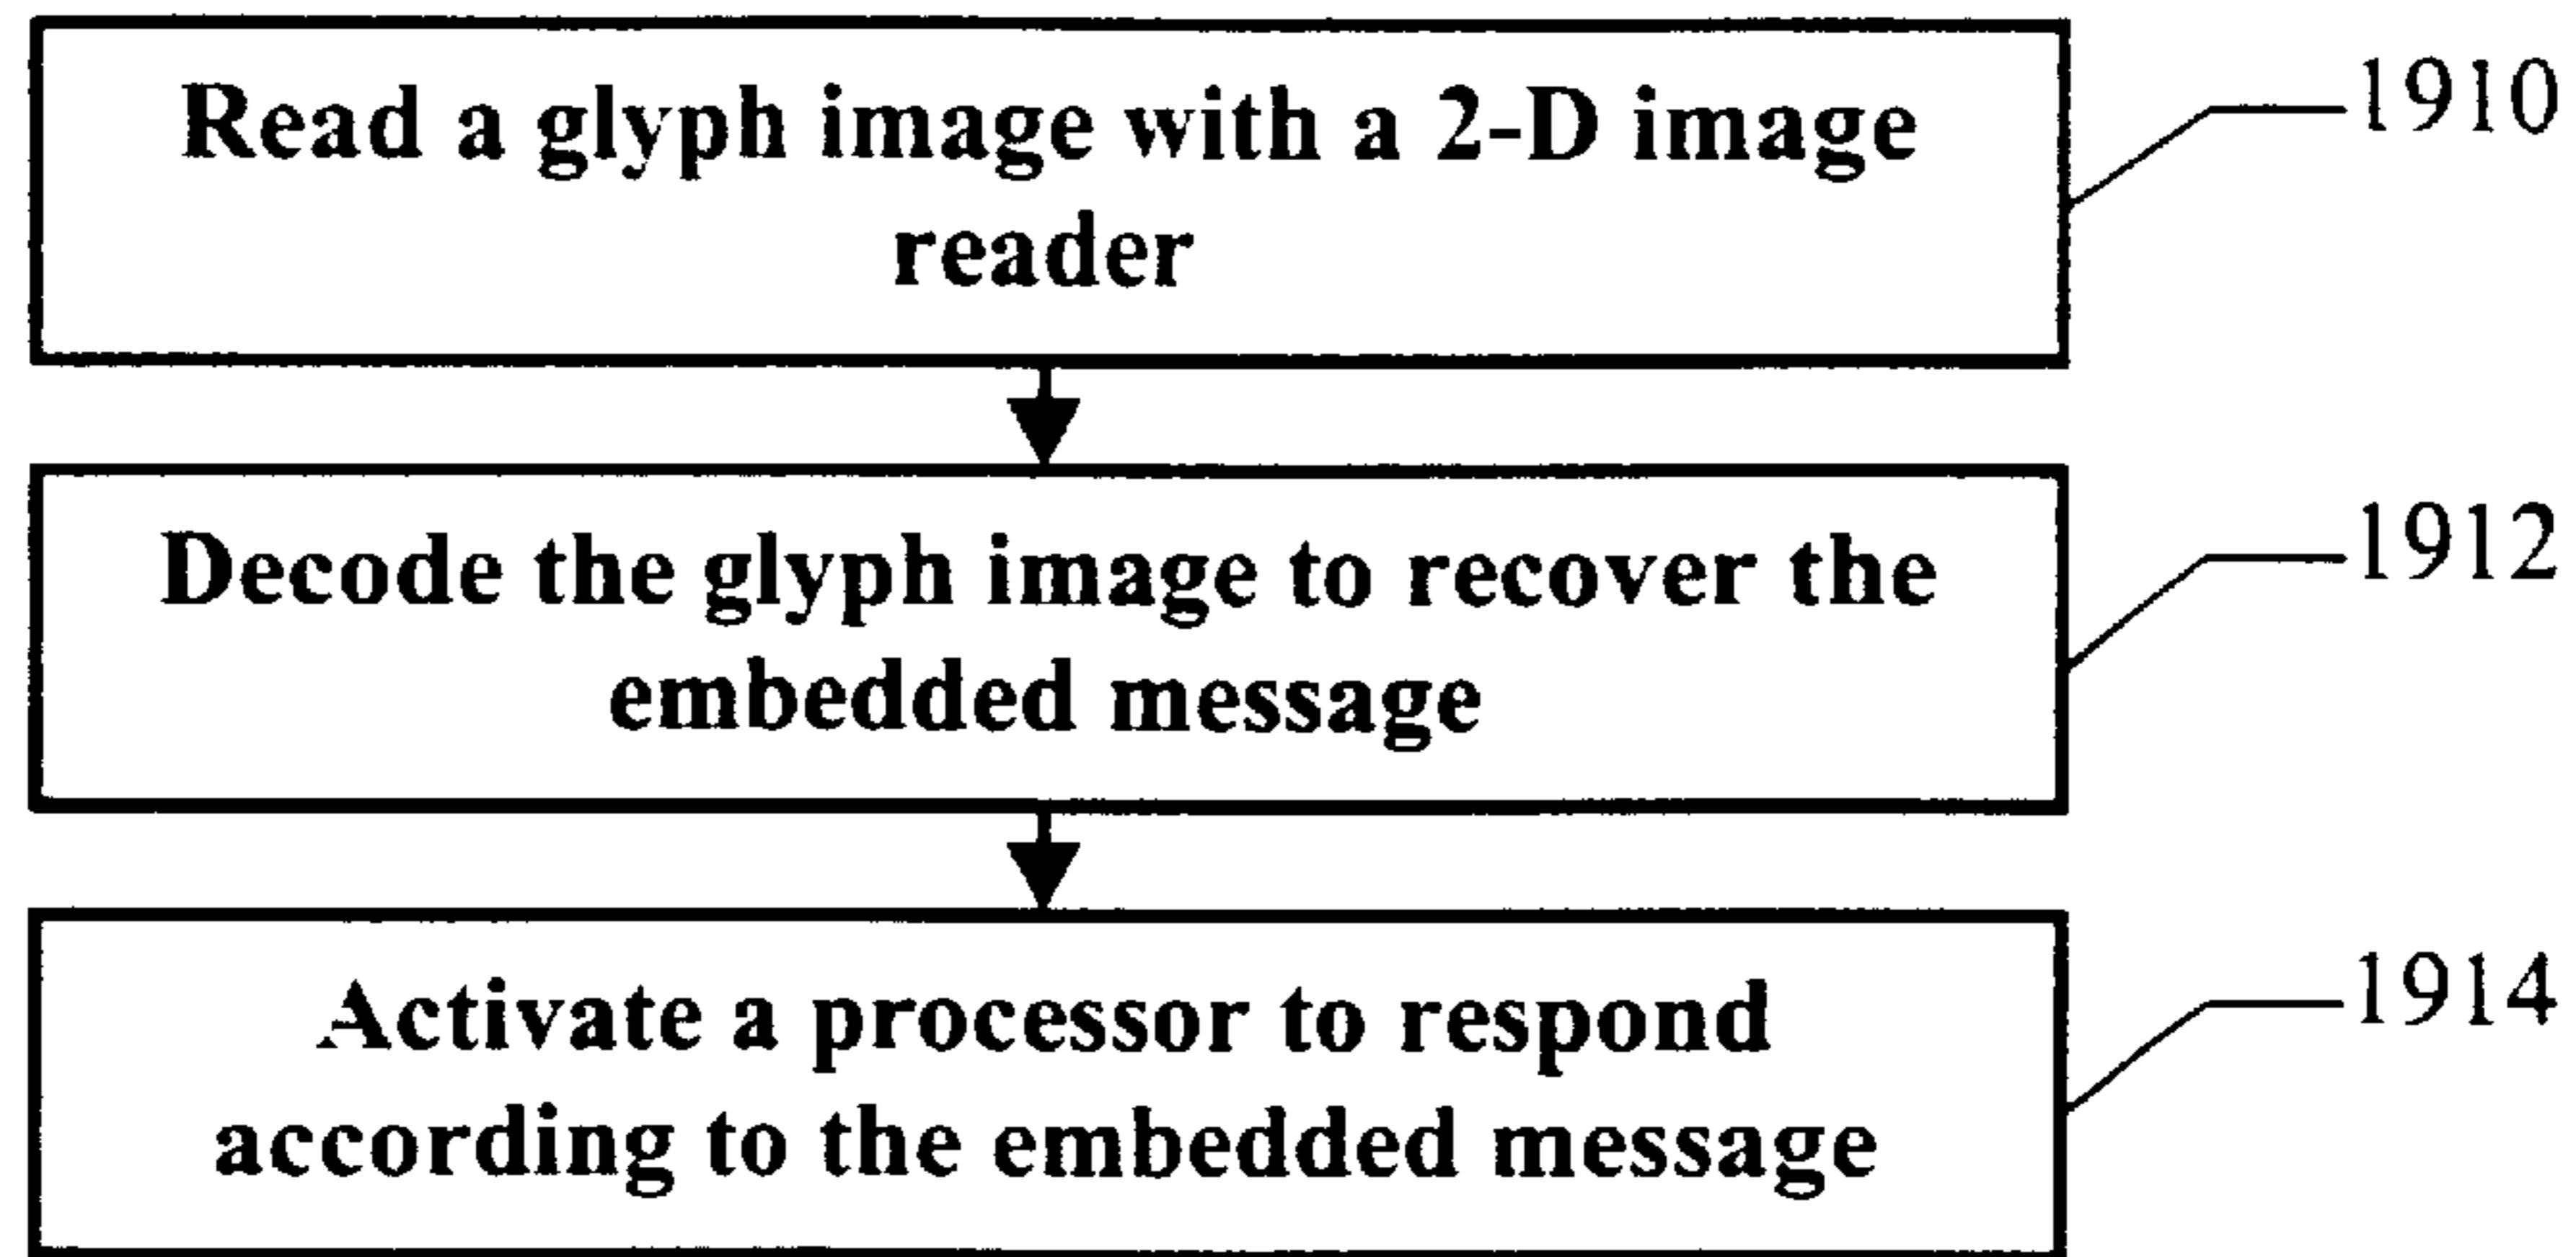 Read a glyph image with a 2-D image
reader
1910
Decode the glyph image to recover the
embedded message
1912
Activate a processor to respond
according to the embedded message
1914